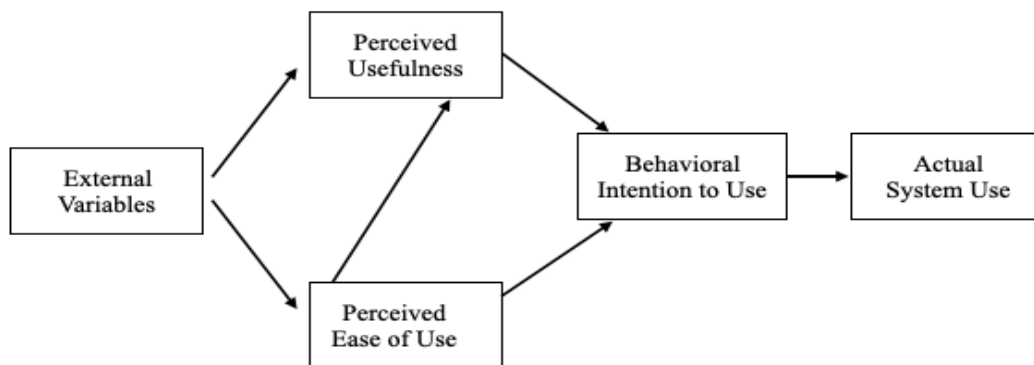 Perceived
Usefulness
External
Variables
Behavioral
Intention to Use
Actual
System Use
Perceived
Ease of Use